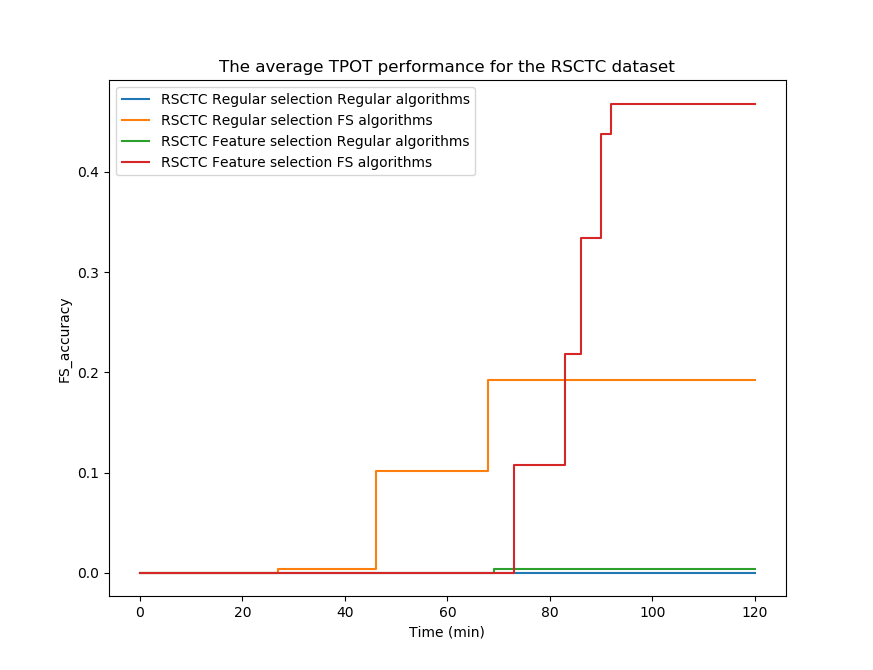 The average TPOT performance for the RSCTC dataset
RSCTC Regular selection Regular algorithms
RSCTC Regular selection FS algorithms
RSCTC Feature selection Regular algorithms
RSCTC Feature selection FS algorithms
FS_accuracy
0.4
0.3
0.2
0.1
0.0
0 20 40 60 80 100 120
Time (min)